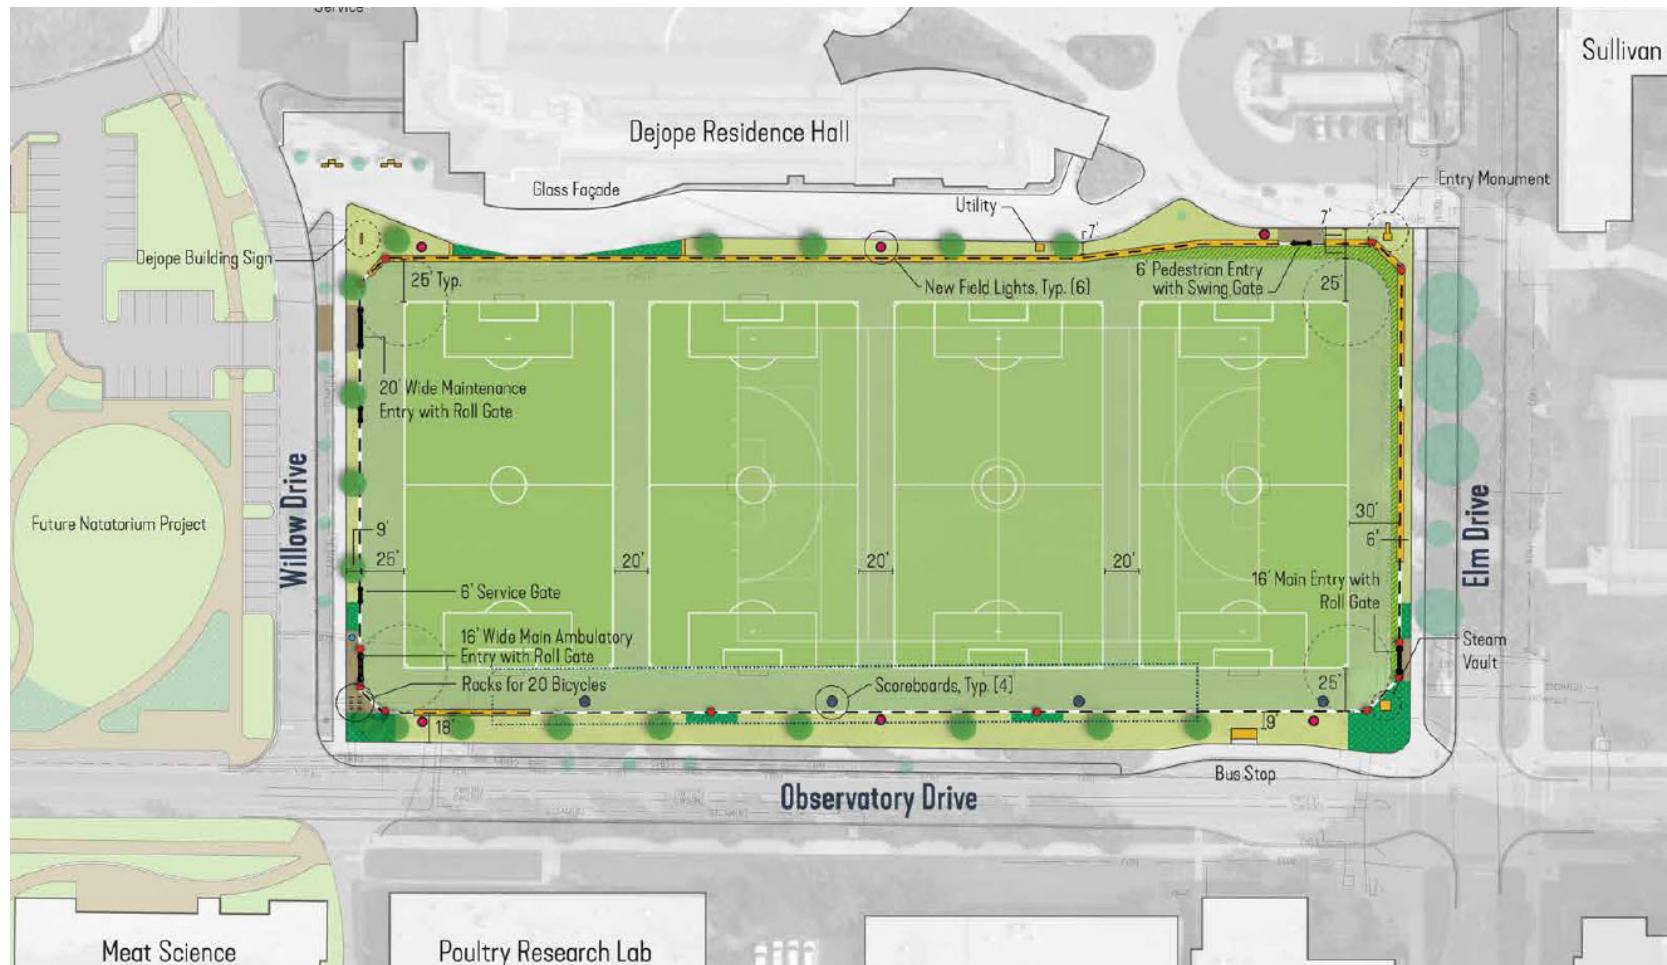 Service
Sullivan
Dejope Residence Hall
Glass Façade
Utility
Entry Monument
7'
7'
Dejope Building Sign
25' Typ.
New Field Lights, Typ. (6)
6' Pedestrian Entry
with Swing Gate
25'
20' Wide Maintenance
Entry with Roll Gate
Willow Drive
Future Natatorium Project
9'
25'
20'
20'
20'
30'
6'
Elm Drive
6' Service Gate
16' Main Entry with
Roll Gate
16' Wide Main Ambulatory
Entry with Roll Gate
Steam
Vault
Racks for 20 Bicycles
Scoreboards, Typ. (4)
25'
18'
9'
Bus Stop
Observatory Drive
Meat Science
Poultry Research Lab